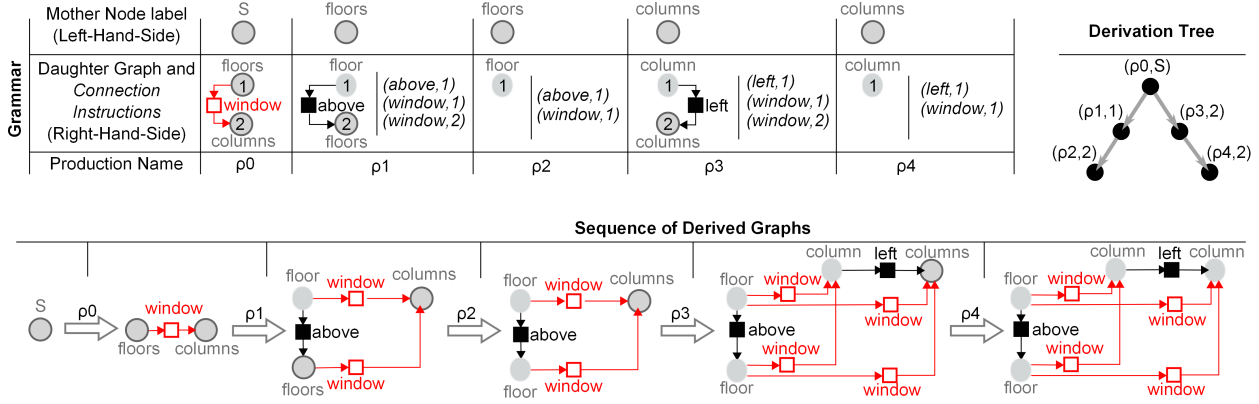 Grammar
Mother Node label
(Left-Hand-Side)
S
floors
floors
columns
columns
Daughter Graph and
Connection
Instructions
(Right-Hand-Side)
floors
1
window
2
columns
floor
1
above
2
floors
(above,1)
(window,1)
(window,2)
floor
1
(above,1)
(window,1)
column
1
left
2
columns
(left,1)
(window,1)
(window,2)
column
1
(left,1)
(window,1)
Production Name
ρ0
ρ1
ρ2
ρ3
ρ4
Derivation Tree
(ρ0,S)
(ρ1,1)
(ρ3,2)
(ρ2,2)
(ρ4,2)
Sequence of Derived Graphs
S
ρ0
window
floors
columns
ρ1
floor
window
columns
above
floors
window
ρ2
floor
window
columns
above
floor
window
ρ3
column
left
columns
floor
window
window
above
window
floor
window
ρ4
column
left
column
floor
window
window
above
window
floor
window